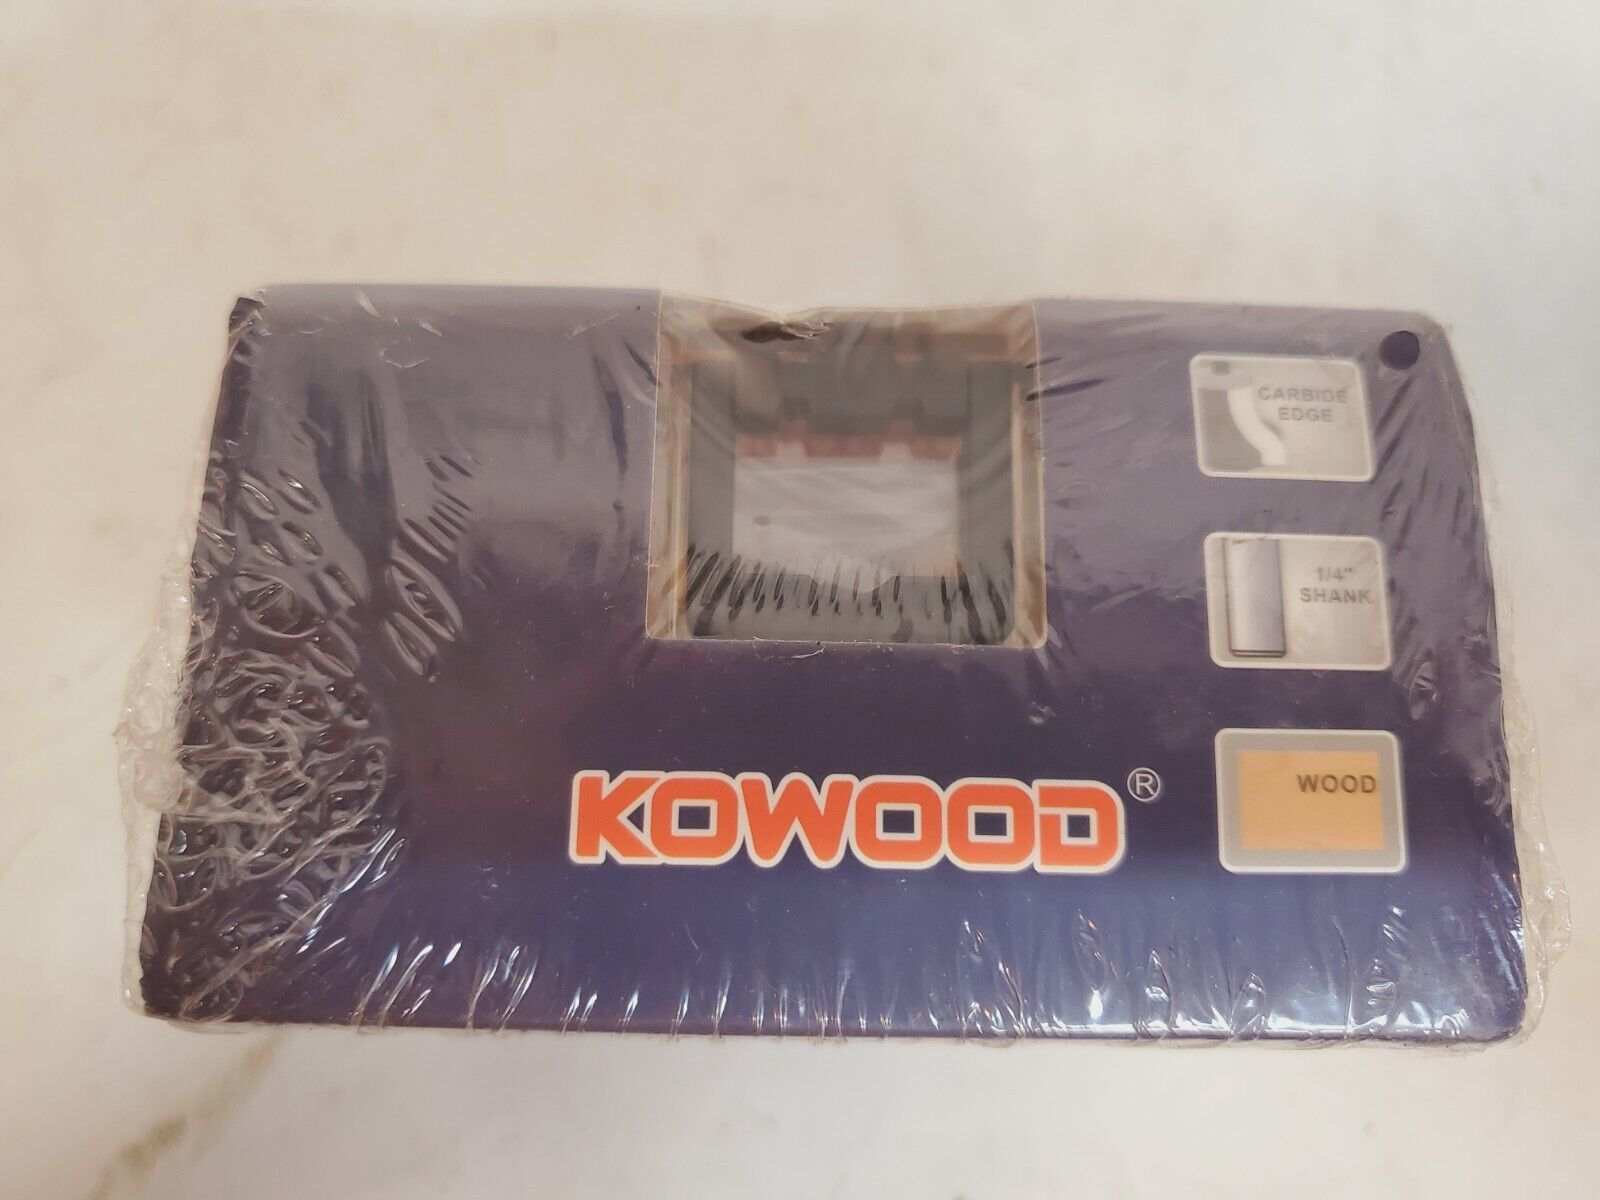 CARBIDE
EDGE
1/4"
SHANK
KOWOOD®
WOOD